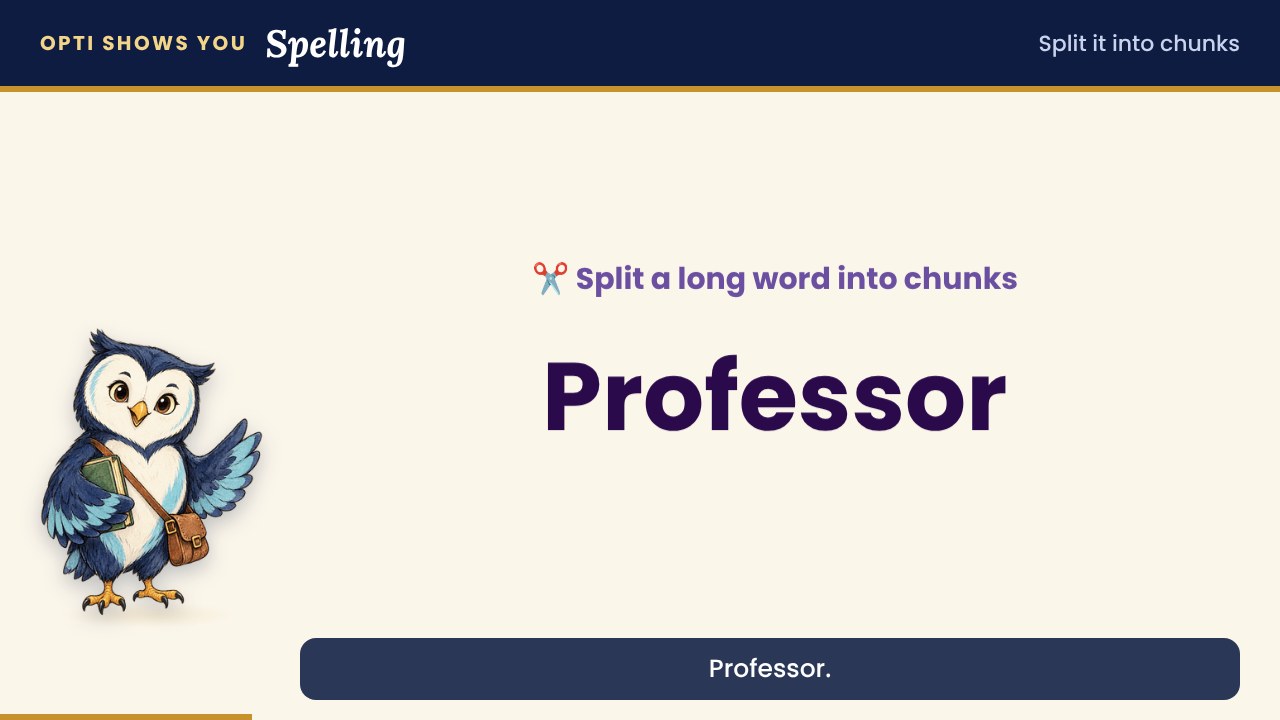 OPTI SHOWS YOU Spelling
Split it into chunks
✂️ Split a long word into chunks
Professor
Professor.